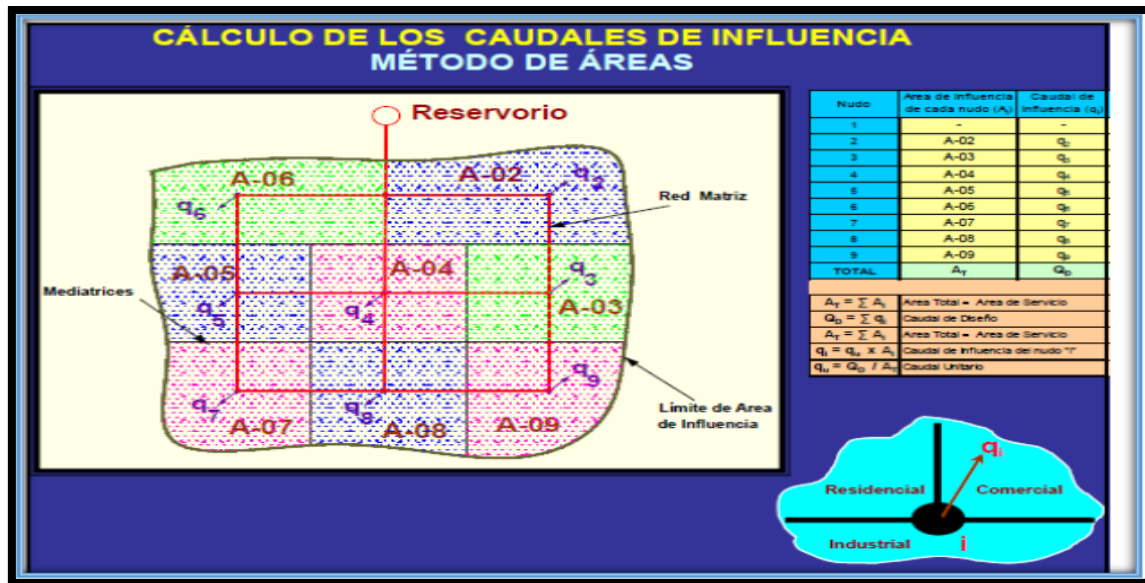 CÁLCULO DE LOS CAUDALES DE INFLUENCIA
MÉTODO DE ÁREAS
Reservorio
A-06
A-02
q6
q2
Red Matriz
A-05
A-04
q3
A-03
Mediatrices
q5
q4
q7
q8
q9
A-07
A-08
A-09
Límite de Area
de Influencia
Nudo
Area de Influencia
de cada nudo (Ai)
Caudal de
Influencia (qi)
1 - -
2 A-02 q2
3 A-03 q3
4 A-04 q4
5 A-05 q5
6 A-06 q6
7 A-07 q7
8 A-08 q8
9 A-09 q9
TOTAL AT QD
AT = ∑ Ai Area Total = Area de Servicio
QD = ∑ qi Caudal de Diseño
AT = ∑ Ai Area Total = Area de Servicio
qi = qu x Ai Caudal de Influencia del nudo "i"
qu = QD / AT Caudal Unitario
qi
Residencial
Comercial
Industrial
i